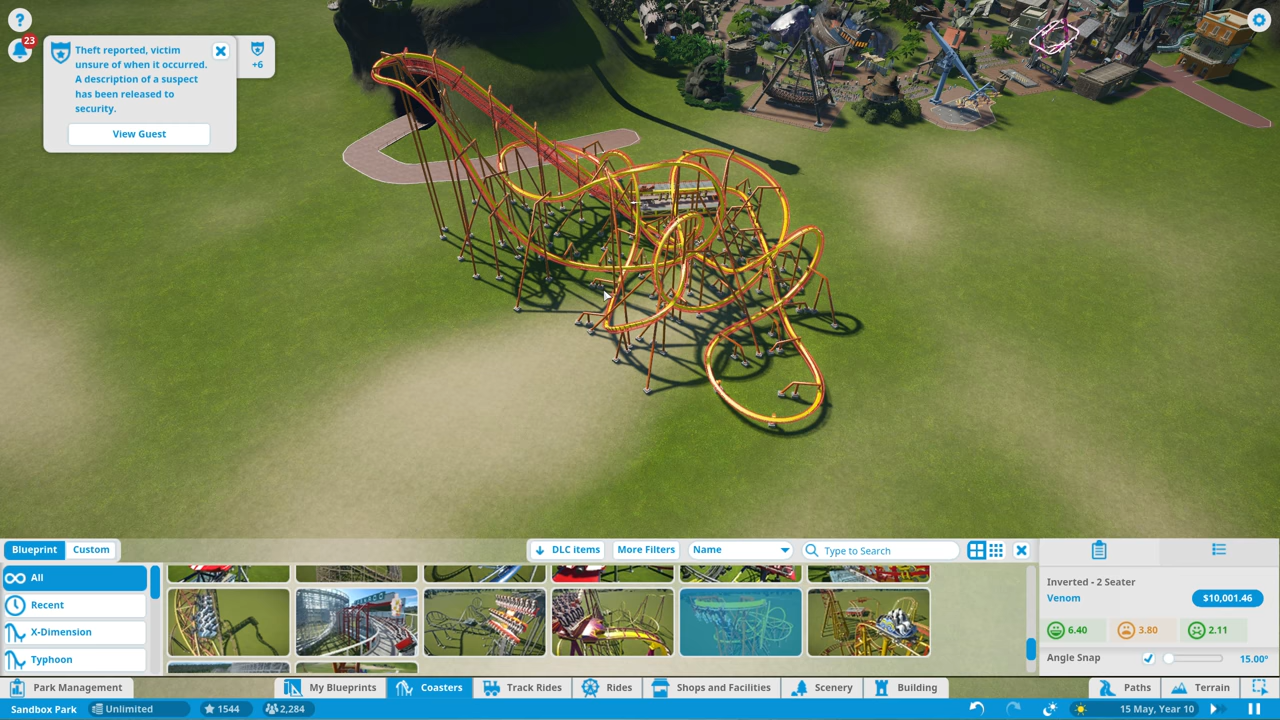 ?
23
Theft reported, victim
unsure of when it occurred.
A description of a suspect
has been released to
security.
View Guest
+6
Blueprint
Custom
DLC items
More Filters
Name
Type to Search
All
Recent
X-Dimension
Typhoon
Inverted - 2 Seater
Venom
$10,001.46
6.40
3.80
2.11
Angle Snap
15.00°
Park Management
My Blueprints
Coasters
Track Rides
Rides
Shops and Facilities
Scenery
Building
Paths
Terrain
Sandbox Park
Unlimited
1544
2,284
15 May, Year 10